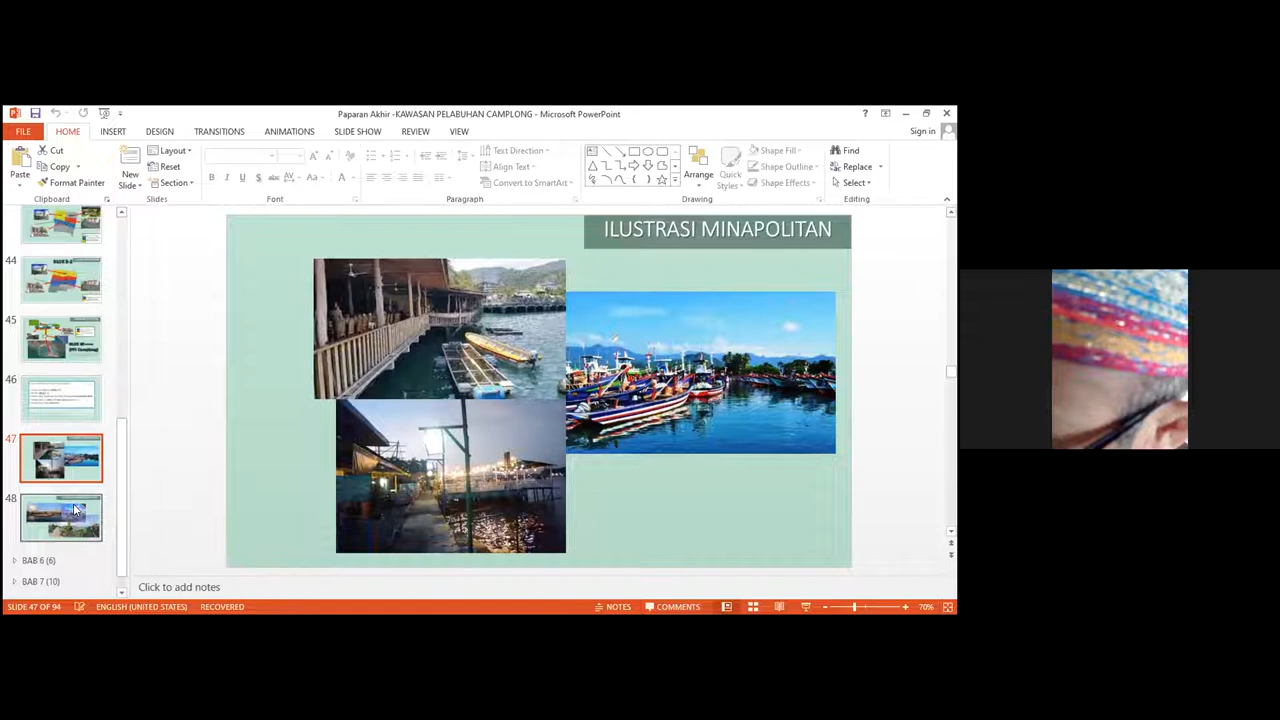 Paparan Akhir -KAWASAN PELABUHAN CAMPLONG - Microsoft PowerPoint
FILE HOME INSERT DESIGN TRANSITIONS ANIMATIONS SLIDE SHOW REVIEW VIEW Sign in
Paste
Cut
Copy
Format Painter
Clipboard
New Slide
Layout
Reset
Section
Slides
B I U S abc AV Aa A
Font
Text Direction
Align Text
Convert to SmartArt
Paragraph
Arrange
Quick Styles
Shape Fill
Shape Outline
Shape Effects
Drawing
Find
Replace
Select
Editing
44
45
46
47
48
BAB 6 (6)
BAB 7 (10)
ILUSTRASI MINAPOLITAN
Click to add notes
SLIDE 47 OF 94 ENGLISH (UNITED STATES) RECOVERED NOTES COMMENTS 70%